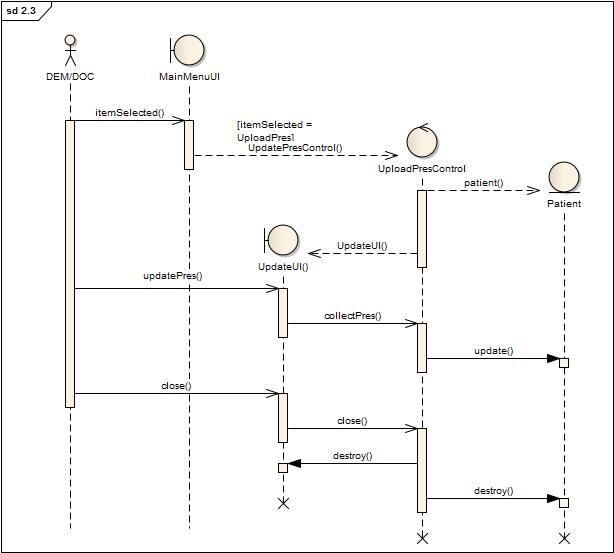 sd 2.3
DEM/DOC
MainMenuUI
itemSelected()
[itemSelected =
UploadPres]
UpdatePresControl()
UploadPresControl
patient()
Patient
UpdateUI()
UpdateUI()
updatePres()
collectPres()
update()
close()
close()
destroy()
destroy()